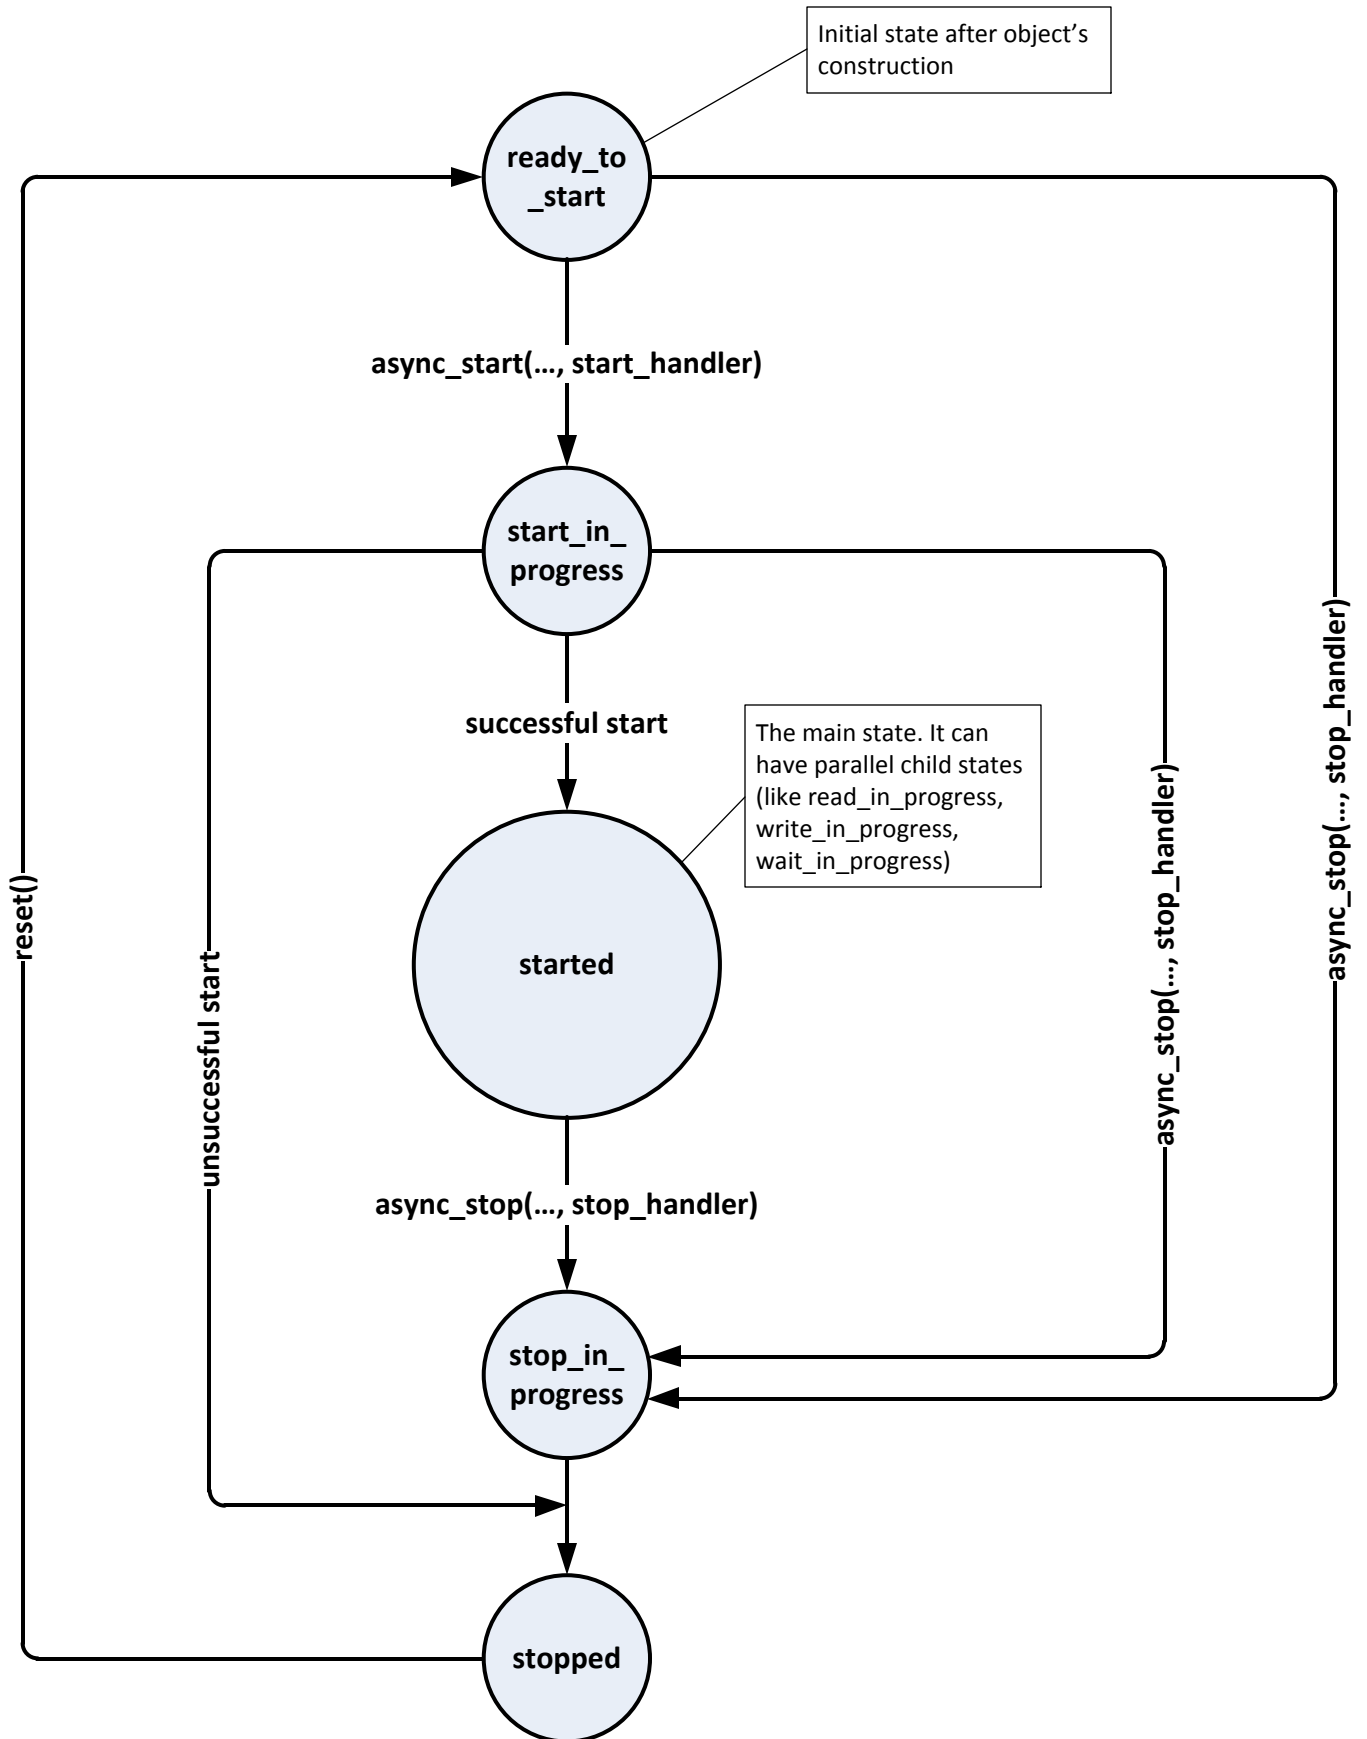 Initial state after object's
construction
ready_to
_start
async_start(…, start_handler)
start_in_
progress
successful start
The main state. It can
have parallel child states
(like read_in_progress,
write_in_progress,
wait_in_progress)
async_stop(…, stop_handler)
async_stop(…, stop_handler)
reset()
unsuccessful start
started
async_stop(…, stop_handler)
stop_in_
progress
stopped